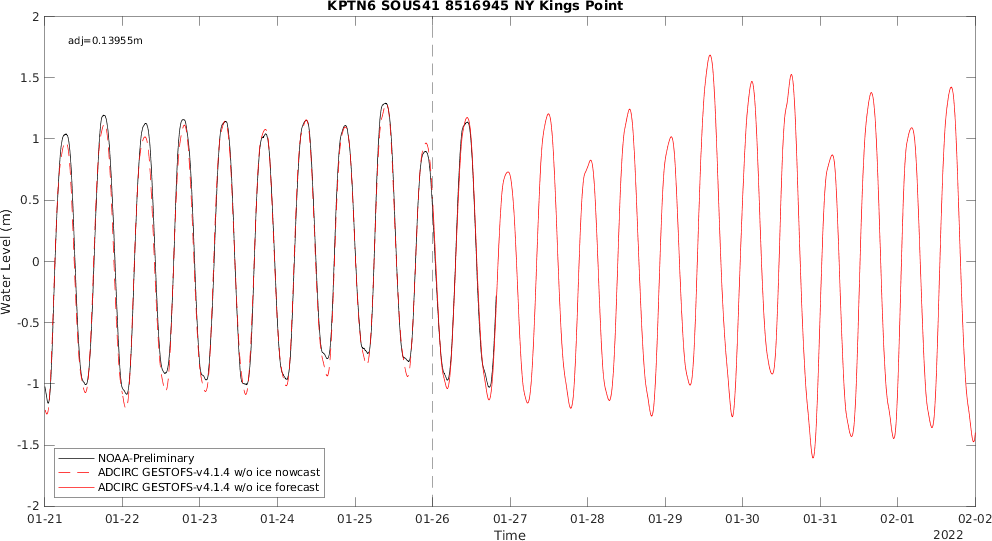 KPTN6 SOUS41 8516945 NY Kings Point
adj=0.13955m
Water Level (m)
2
1.5
1
0.5
0
-0.5
-1
-1.5
-2
NOAA-Preliminary
ADCIRC GESTOFS-v4.1.4 w/o ice nowcast
ADCIRC GESTOFS-v4.1.4 w/o ice forecast
01-21 01-22 01-23 01-24 01-25 01-26 01-27 01-28 01-29 01-30 01-31 02-01 02-02
Time
2022